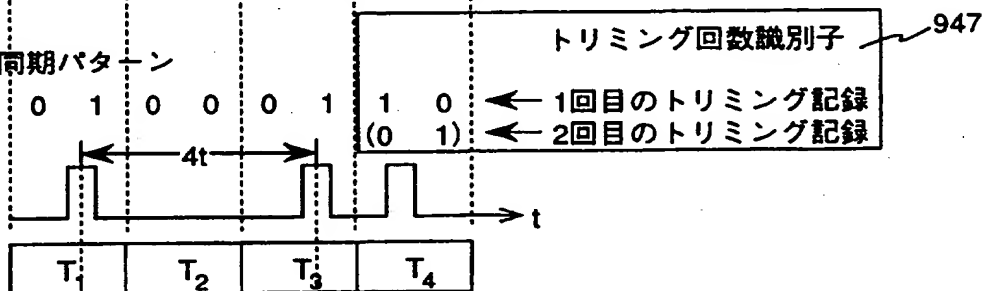 トリミング回数識別子 947
同期パターン
0 1 0 0 0 1 1 0 ← 1回目のトリミング記録
(0 1) ← 2回目のトリミング記録
4t
t
T1 T2 T3 T4